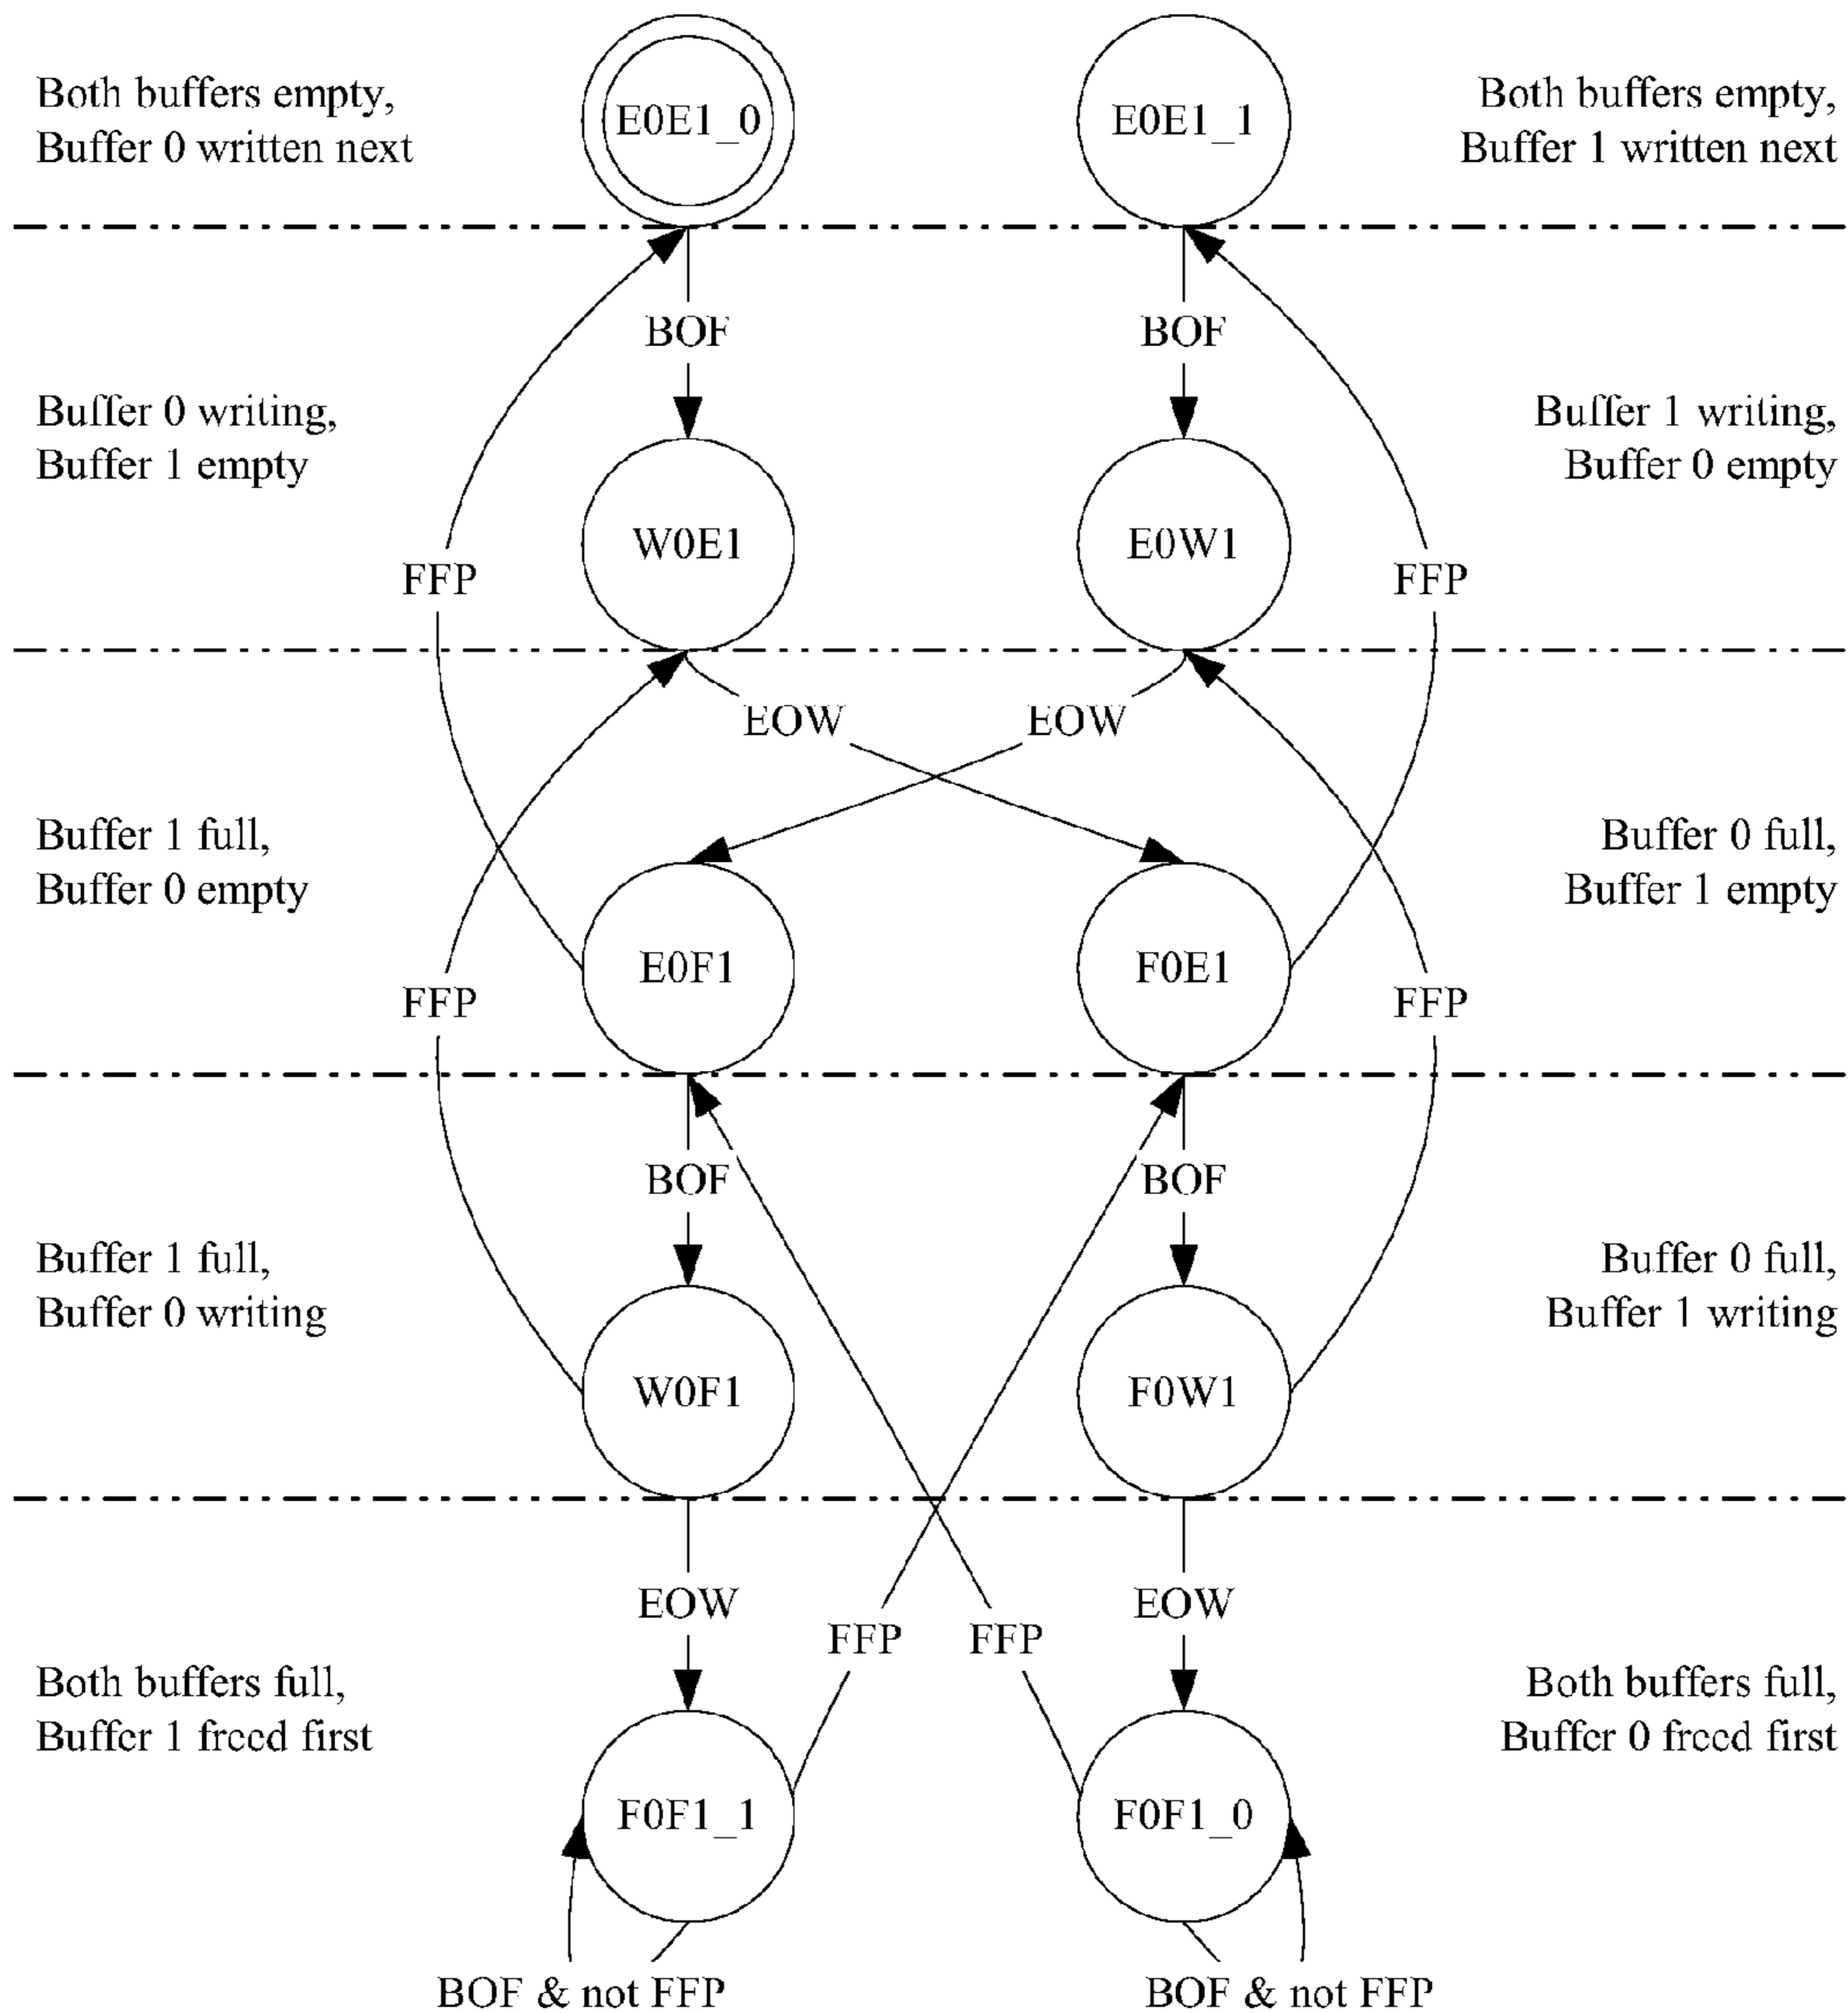 Both buffers empty,
Buffer 0 written next
E0E1_0
E0E1_1
Both buffers empty,
Buffer 1 written next
BOF
BOF
Buffer 0 writing,
Buffer 1 empty
Buffer 1 writing,
Buffer 0 empty
W0E1
E0W1
FFP
FFP
EOW
EOW
Buffer 1 full,
Buffer 0 empty
Buffer 0 full,
Buffer 1 empty
E0F1
F0E1
FFP
FFP
BOF
BOF
Buffer 1 full,
Buffer 0 writing
Buffer 0 full,
Buffer 1 writing
W0F1
F0W1
EOW
EOW
FFP
FFP
Both buffers full,
Buffer 1 freed first
Both buffers full,
Buffer 0 freed first
F0F1_1
F0F1_0
BOF & not FFP
BOF & not FFP